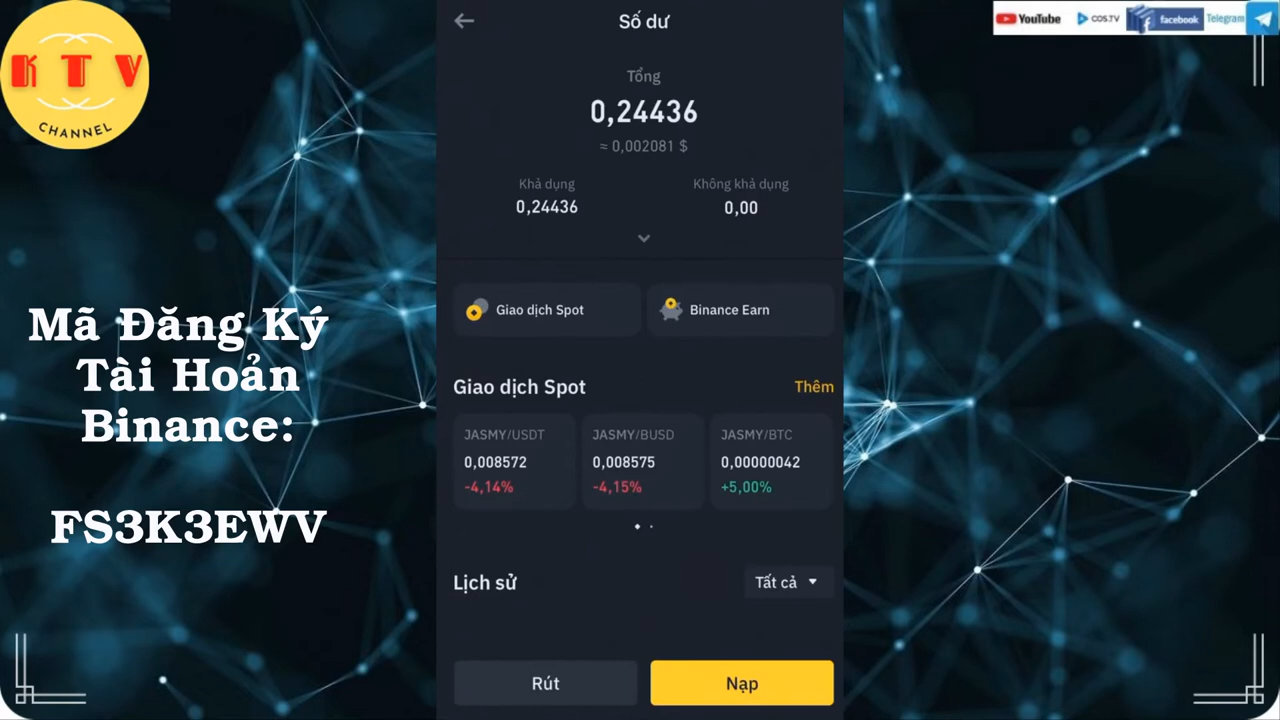 K T V
CHANNEL
YouTube COS.TV facebook Telegram
Mã Đăng Ký
Tài Hoản
Binance:
FS3K3EWV
Số dư
Tổng
0,24436
≈ 0,002081 $
Khả dụng Không khả dụng
0,24436 0,00
Giao dịch Spot Binance Earn
Giao dịch Spot Thêm
JASMY/USDT JASMY/BUSD JASMY/BTC
0,008572 0,008575 0,00000042
-4,14% -4,15% +5,00%
Lịch sử Tất cả
Rút Nạp